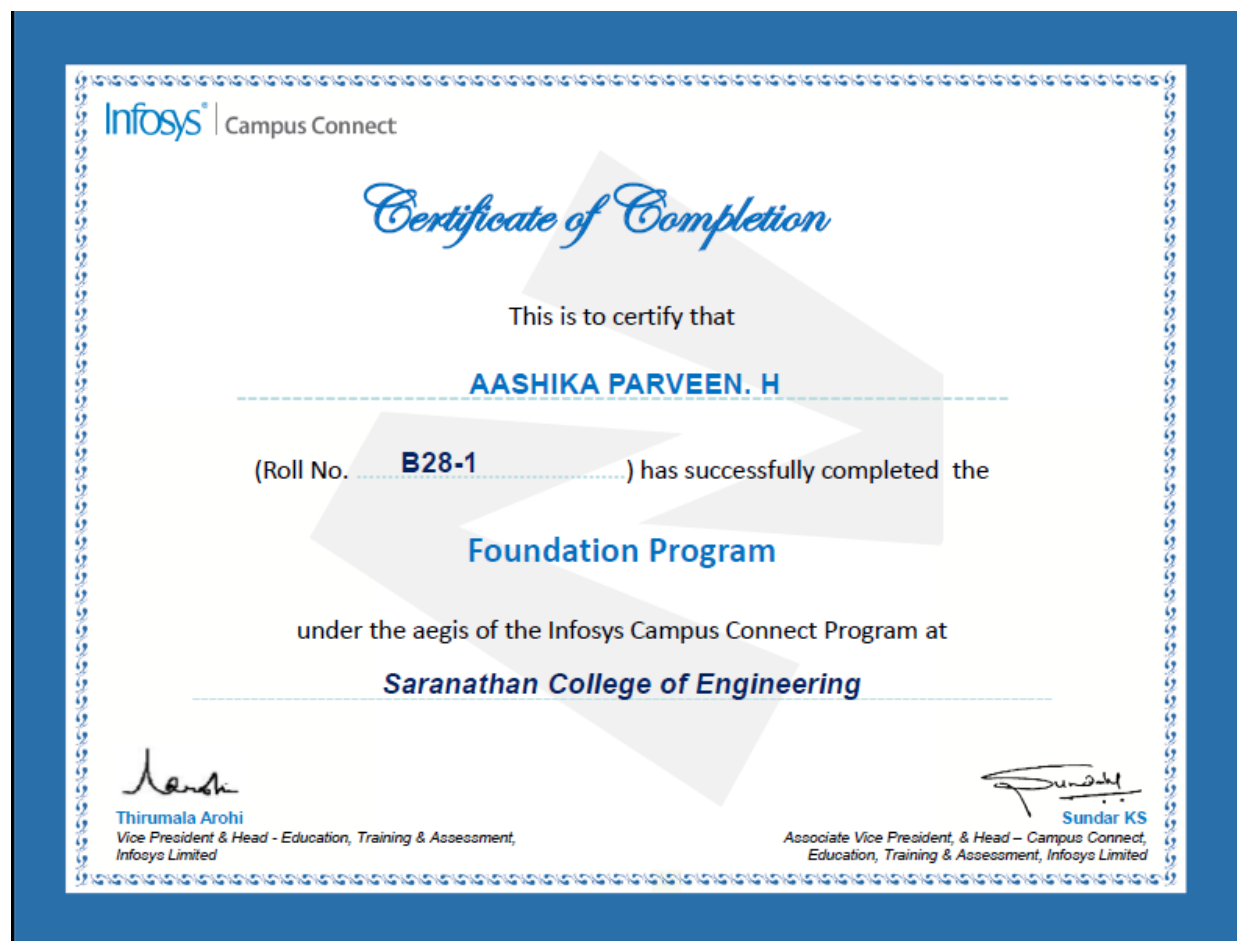 Infosys® | Campus Connect
Certificate of Completion
This is to certify that
AASHIKA PARVEEN. H
(Roll No. B28-1 ) has successfully completed the
Foundation Program
under the aegis of the Infosys Campus Connect Program at
Saranathan College of Engineering
Thirumala Arohi
Vice President & Head - Education, Training & Assessment,
Infosys Limited
Sundar KS
Associate Vice President, & Head – Campus Connect,
Education, Training & Assessment, Infosys Limited